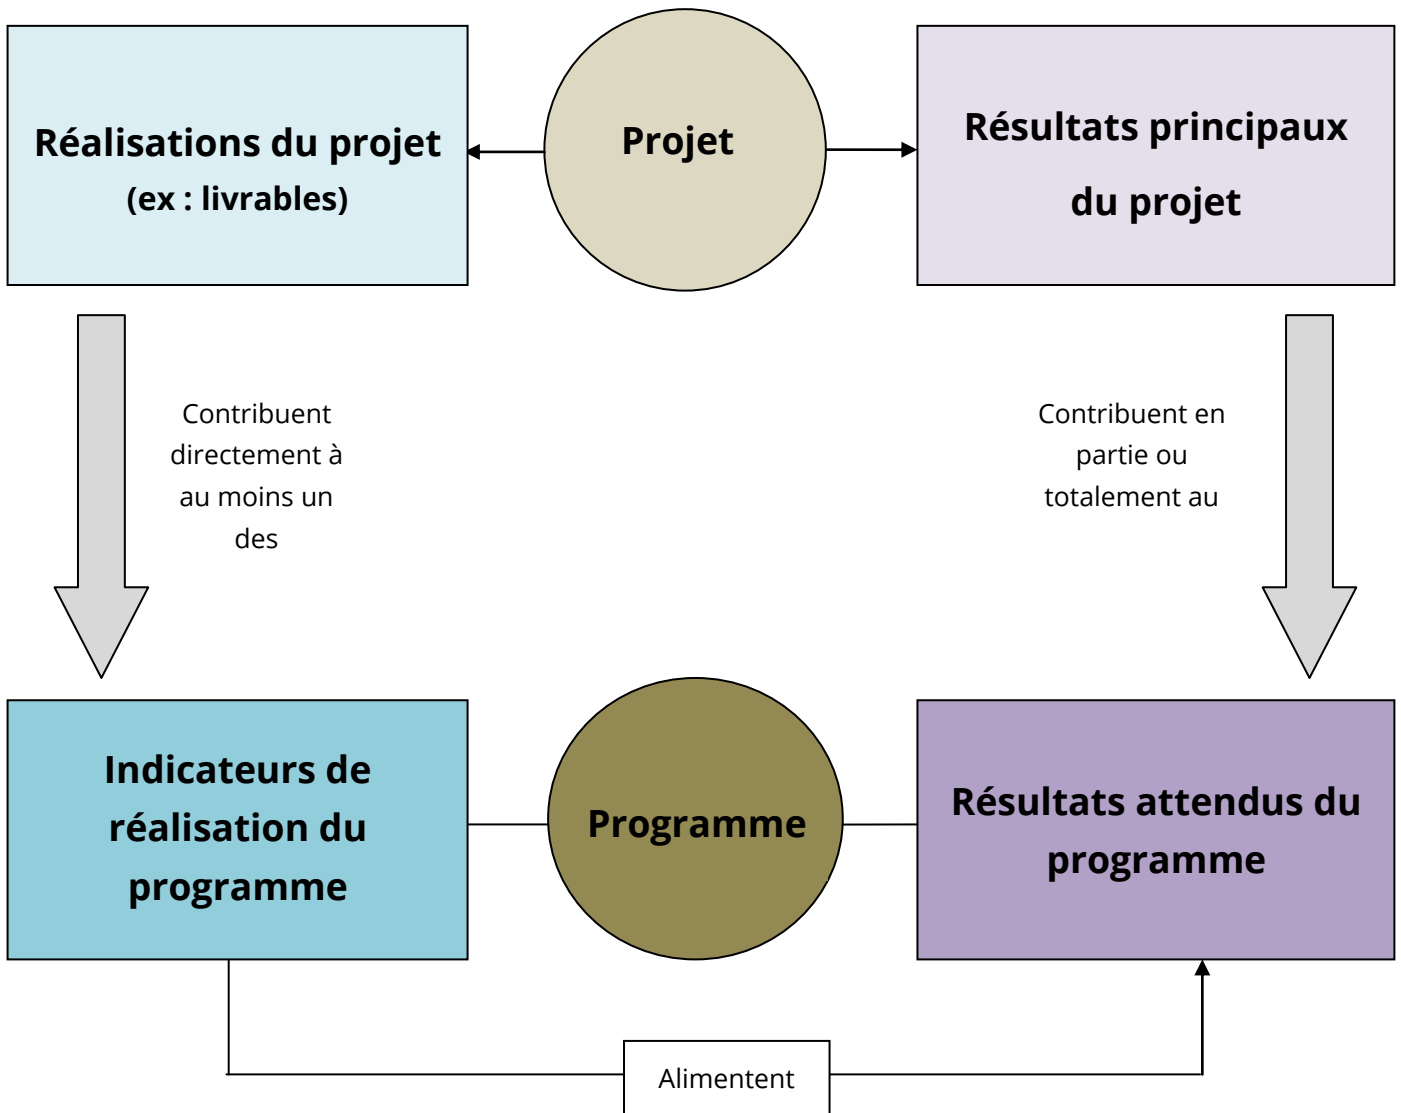 Réalisations du projet
(ex : livrables)
Projet
Résultats principaux
du projet
Contribuent
directement à
au moins un
des
Contribuent en
partie ou
totalement au
Indicateurs de
réalisation du
programme
Programme
Résultats attendus du
programme
Alimentent